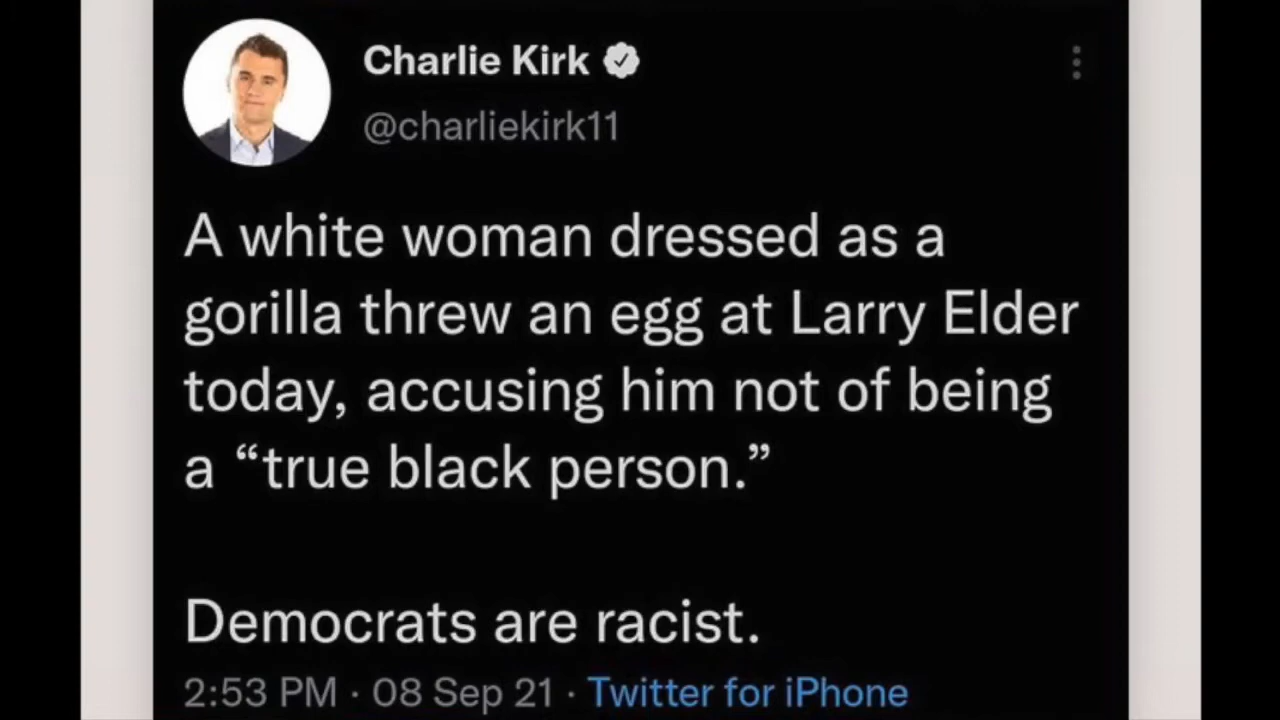 Charlie Kirk
@charliekirk11
A white woman dressed as a
gorilla threw an egg at Larry Elder
today, accusing him not of being
a “true black person.”
Democrats are racist.
2:53 PM · 08 Sep 21 · Twitter for iPhone